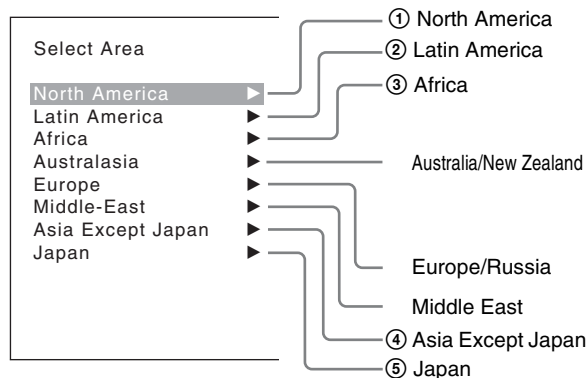 Select Area
North America ▶
Latin America ▶
Africa ▶
Australasia ▶
Europe ▶
Middle-East ▶
Asia Except Japan ▶
Japan ▶
① North America
② Latin America
③ Africa
Australia/New Zealand
Europe/Russia
Middle East
④ Asia Except Japan
⑤ Japan